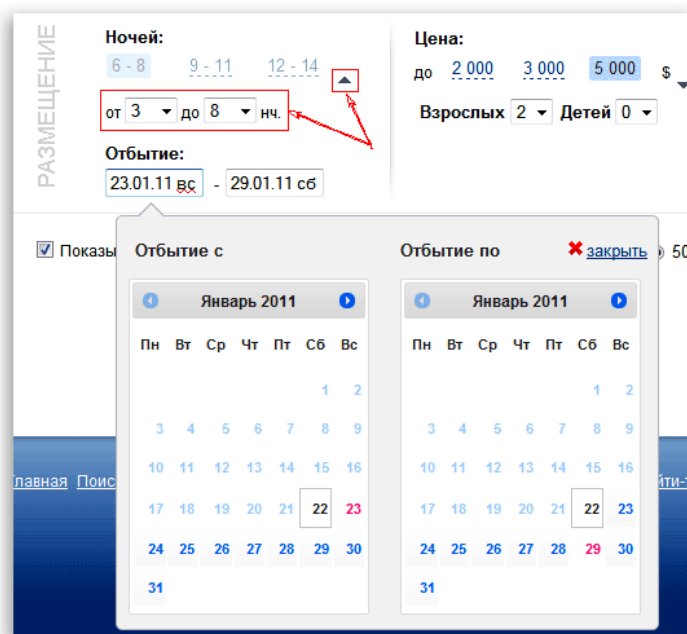 РАЗМЕЩЕНИЕ
Ночей:
6 - 8 9 - 11 12 - 14
от 3 до 8 нч.
Отбытие:
23.01.11 вс - 29.01.11 сб
Цена:
до 2 000 3 000 5 000 $
Взрослых 2 Детей 0
Показы
50
Отбытие с
Январь 2011
Пн Вт Ср Чт Пт Сб Вс
1 2
3 4 5 6 7 8 9
10 11 12 13 14 15 16
17 18 19 20 21 22 23
24 25 26 27 28 29 30
31
Отбытие по
закрыть
Январь 2011
Пн Вт Ср Чт Пт Сб Вс
1 2
3 4 5 6 7 8 9
10 11 12 13 14 15 16
17 18 19 20 21 22 23
24 25 26 27 28 29 30
31
лавная Поис
йти-т